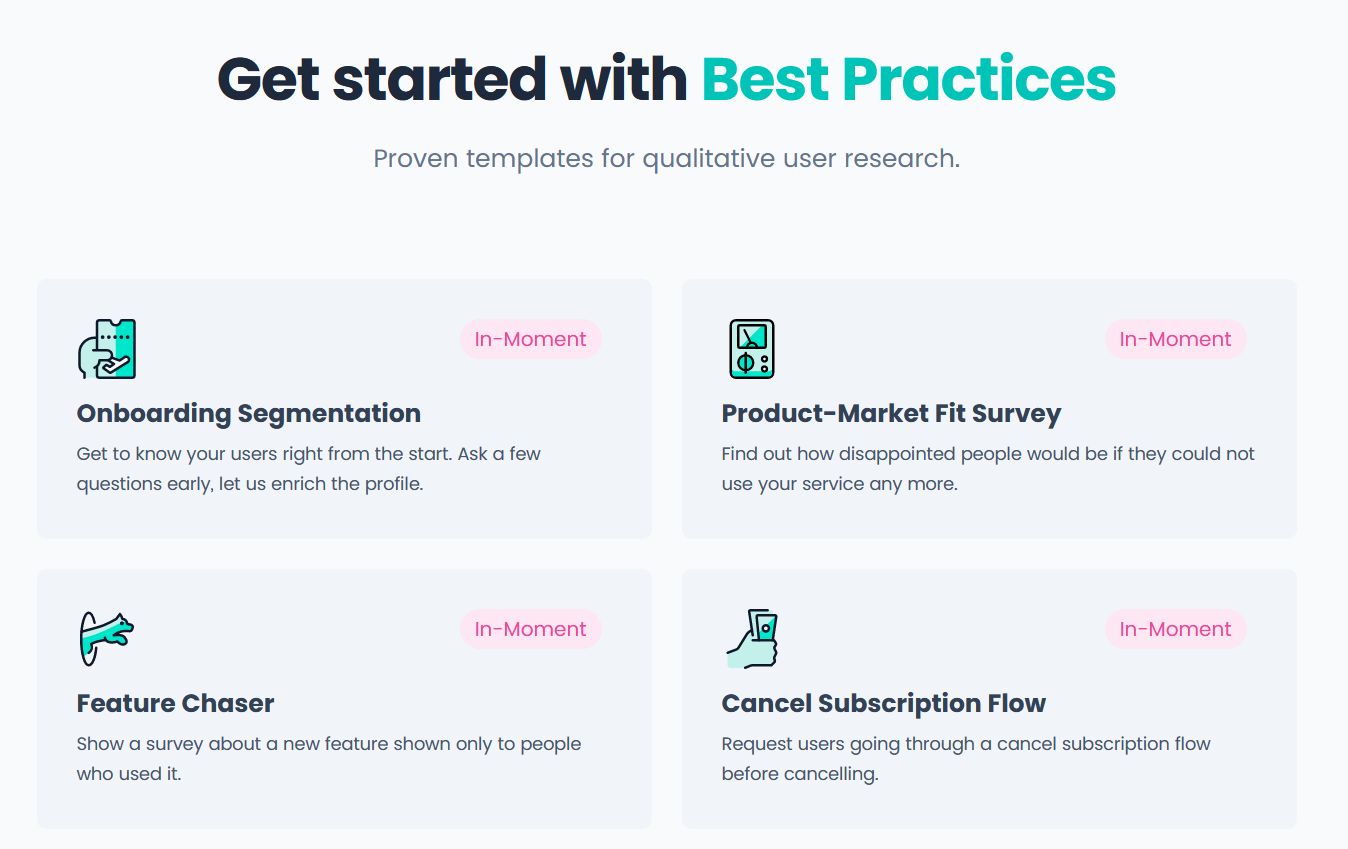 Get started with Best Practices
Proven templates for qualitative user research.
In-Moment
Onboarding Segmentation
Get to know your users right from the start. Ask a few
questions early, let us enrich the profile.
In-Moment
Product-Market Fit Survey
Find out how disappointed people would be if they could not
use your service any more.
In-Moment
Feature Chaser
Show a survey about a new feature shown only to people
who used it.
In-Moment
Cancel Subscription Flow
Request users going through a cancel subscription flow
before cancelling.